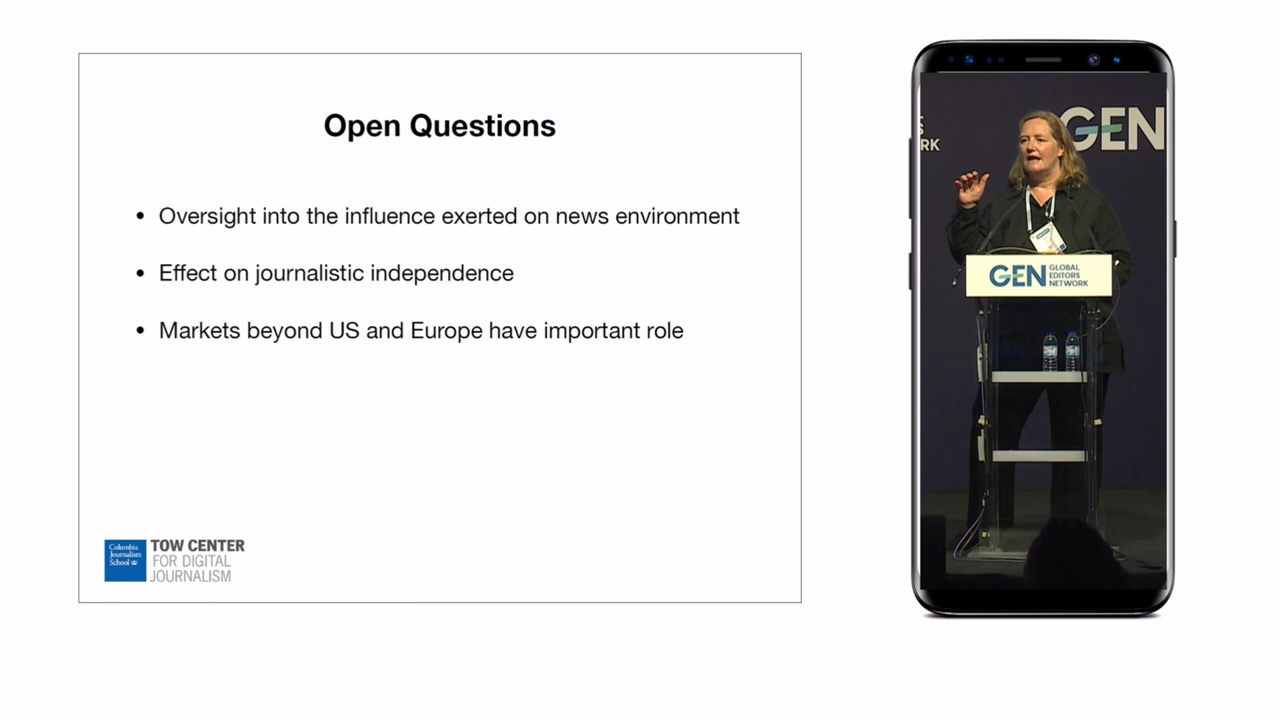 Open Questions
• Oversight into the influence exerted on news environment
• Effect on journalistic independence
• Markets beyond US and Europe have important role
Columbia
Journalism
School
TOW CENTER
FOR DIGITAL
JOURNALISM
GEN
RK
GEN
GLOBAL
EDITORS
NETWORK